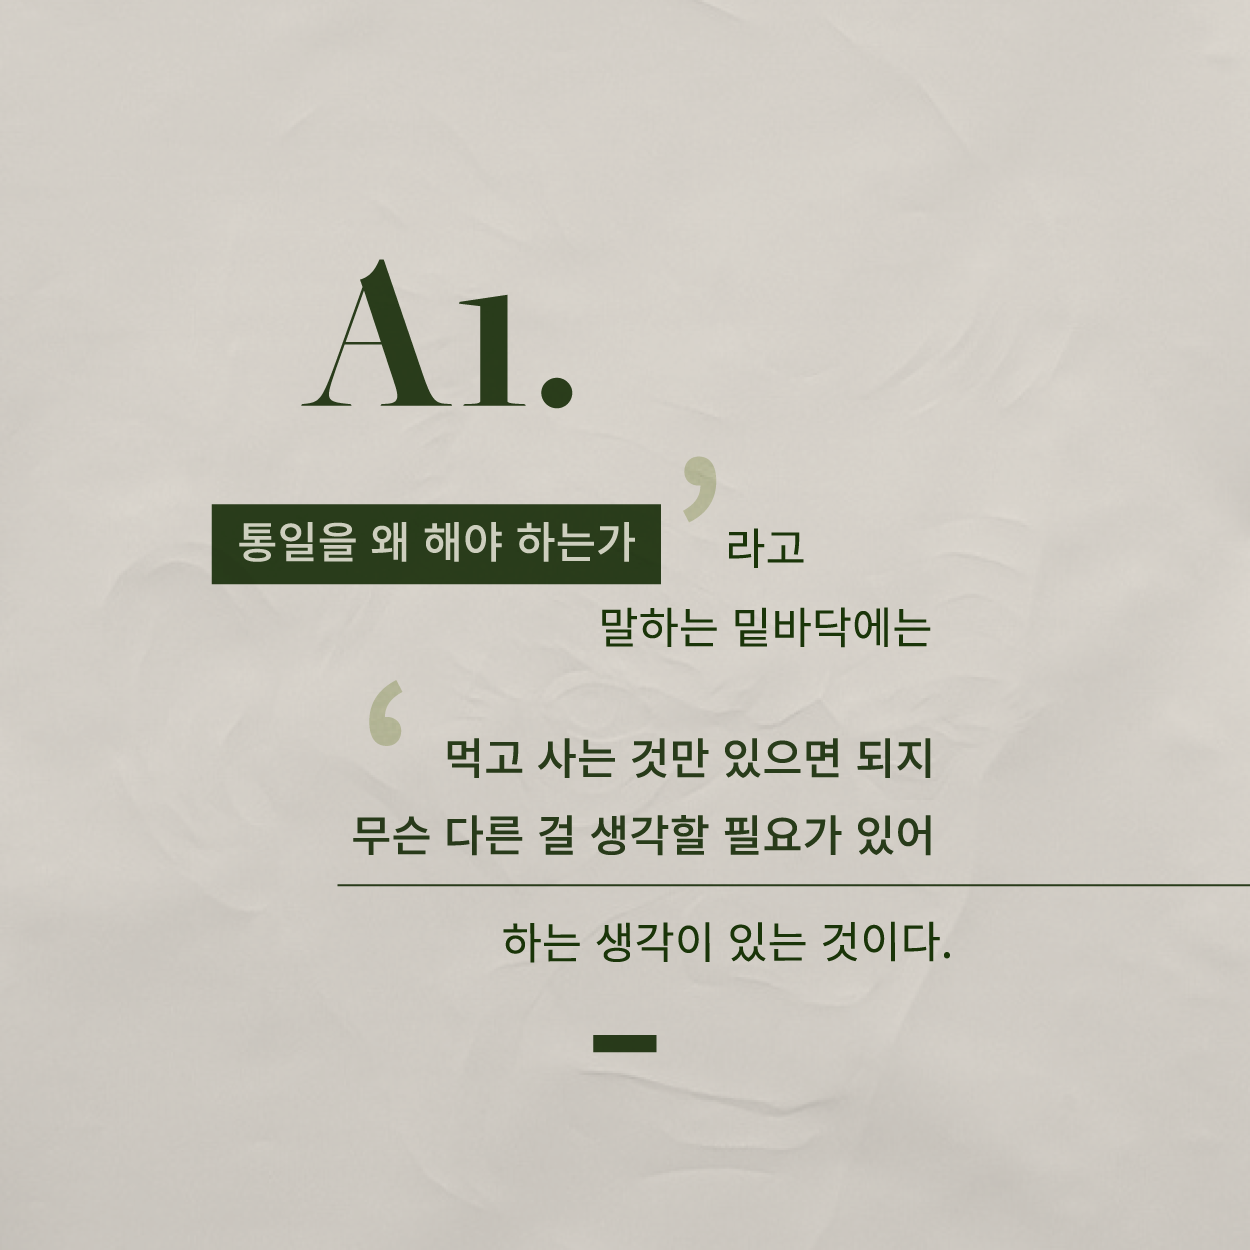 A1.
통일을 왜 해야 하는가 ’ 라고
말하는 밑바닥에는
‘ 먹고 사는 것만 있으면 되지
무슨 다른 걸 생각할 필요가 있어
하는 생각이 있는 것이다.